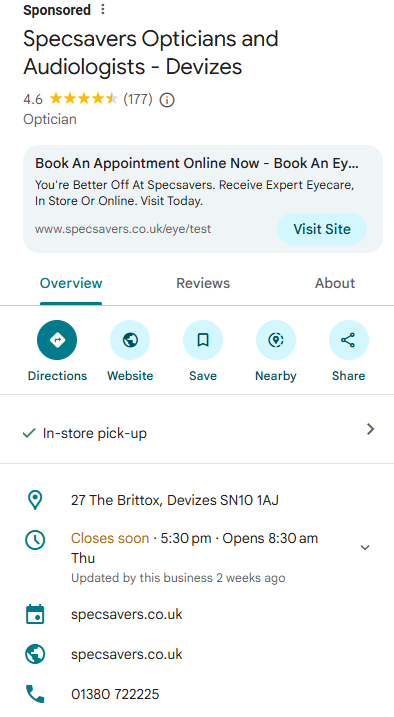 Sponsored
Specsavers Opticians and
Audiologists - Devizes
4.6 (177)
Optician
Book An Appointment Online Now - Book An Ey...
You're Better Off At Specsavers. Receive Expert Eyecare,
In Store Or Online. Visit Today.
www.specsavers.co.uk/eye/test
Visit Site
Overview Reviews About
Directions Website Save Nearby Share
In-store pick-up
27 The Brittox, Devizes SN10 1AJ
Closes soon · 5:30 pm · Opens 8:30 am
Thu
Updated by this business 2 weeks ago
specsavers.co.uk
specsavers.co.uk
01380 722225